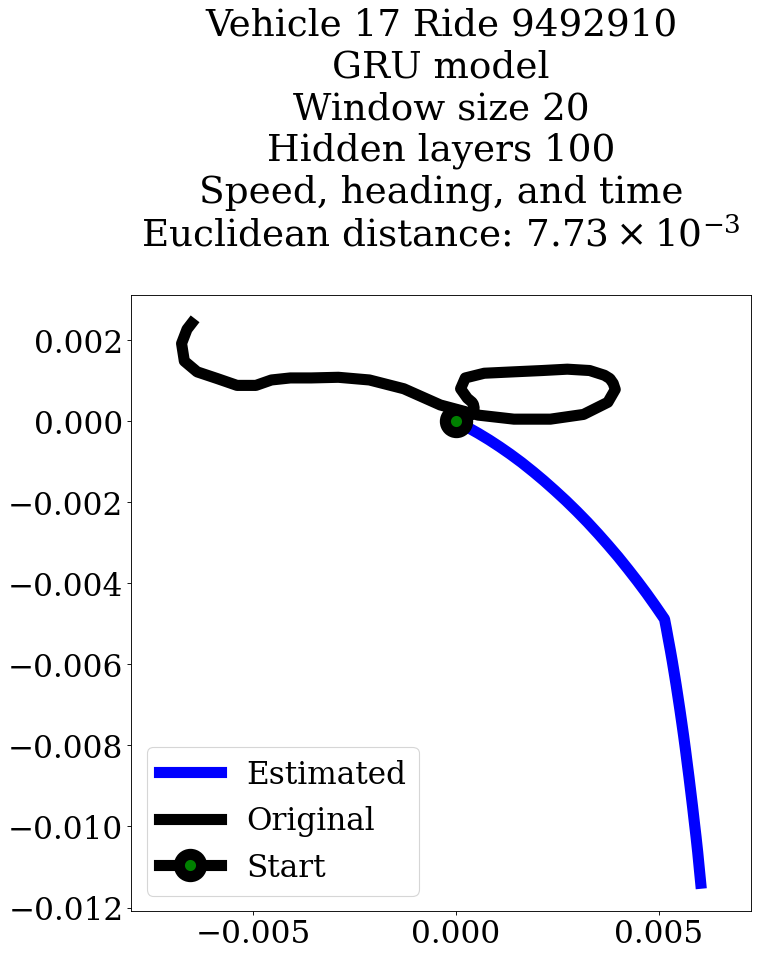 Vehicle 17 Ride 9492910
GRU model
Window size 20
Hidden layers 100
Speed, heading, and time
Euclidean distance: 7.73 × 10⁻³
0.002
0.000
−0.002
−0.004
−0.006
−0.008
−0.010
−0.012
Estimated
Original
Start
−0.005 0.000 0.005